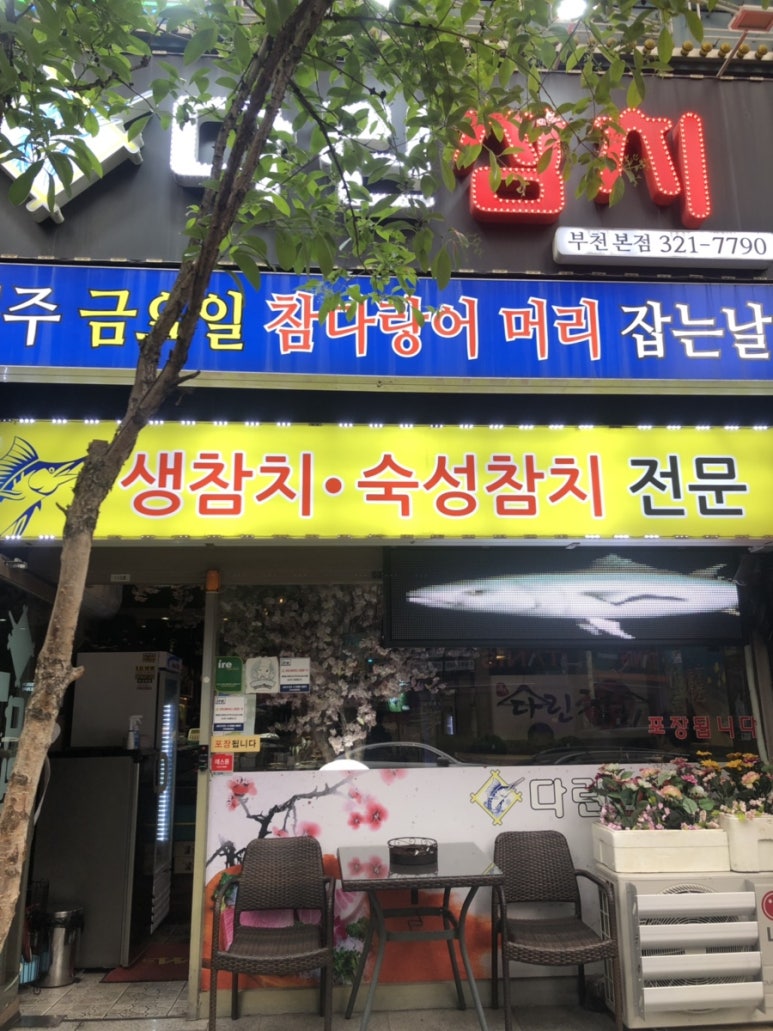 참치
부천본점 321-7790
주 금요일 참다랑어 머리 잡는날
생참치·숙성참치 전문
다린
포장됩니다
포장됩니다
다린